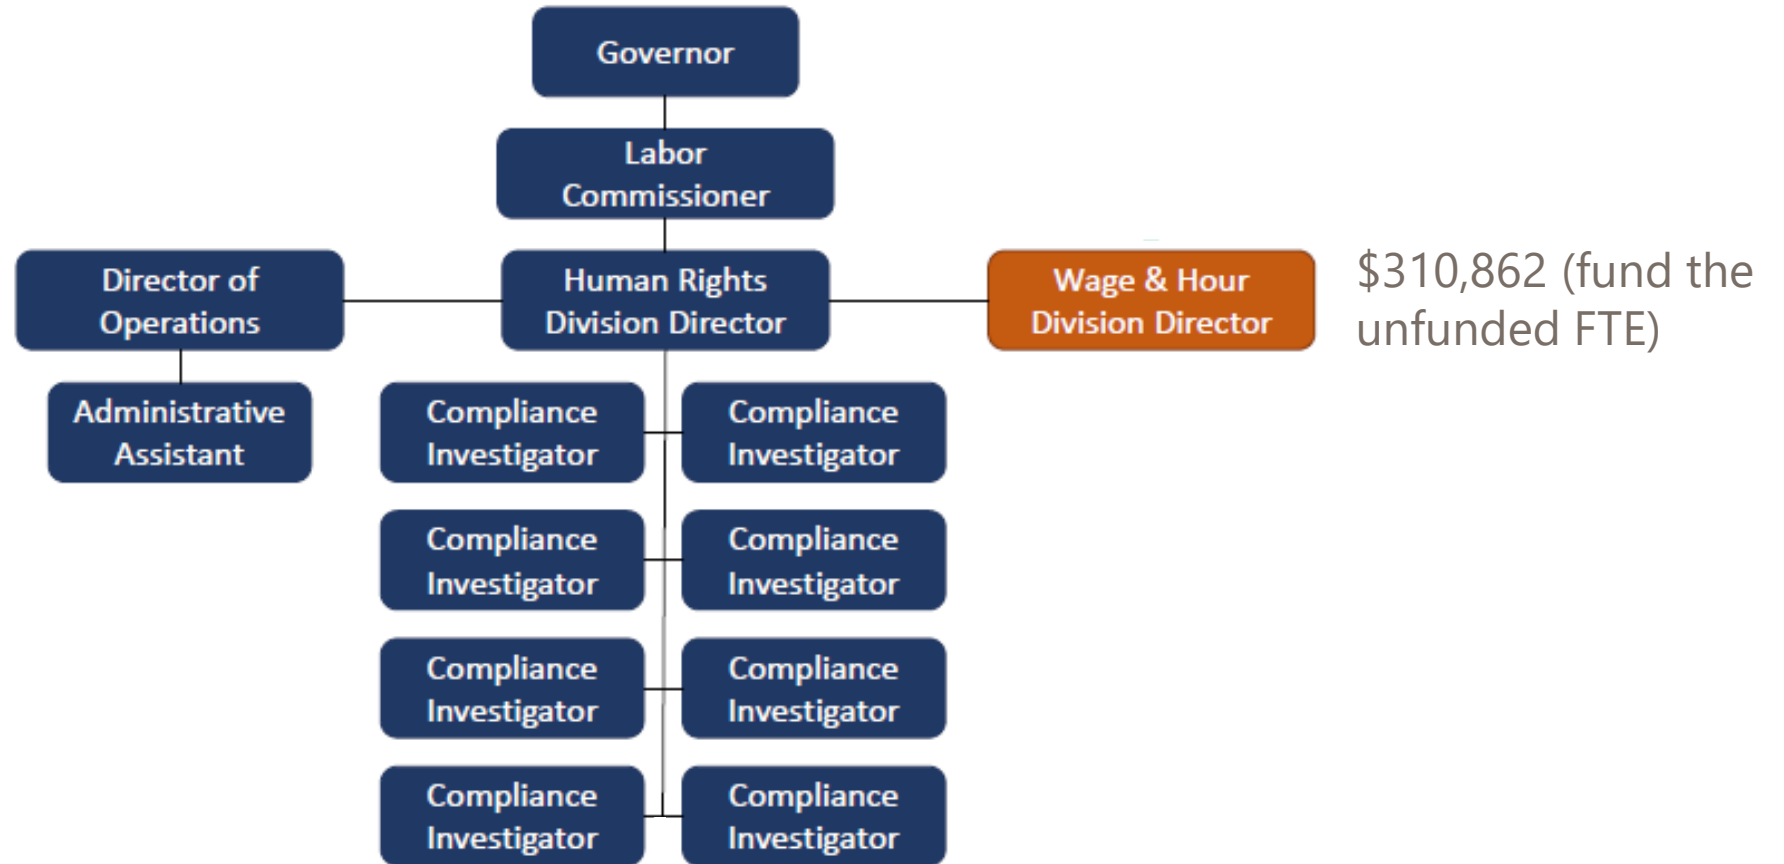 Governor
Labor
Commissioner
Director of
Operations
Human Rights
Division Director
Wage & Hour
Division Director
$310,862 (fund the
unfunded FTE)
Administrative
Assistant
Compliance
Investigator
Compliance
Investigator
Compliance
Investigator
Compliance
Investigator
Compliance
Investigator
Compliance
Investigator
Compliance
Investigator
Compliance
Investigator